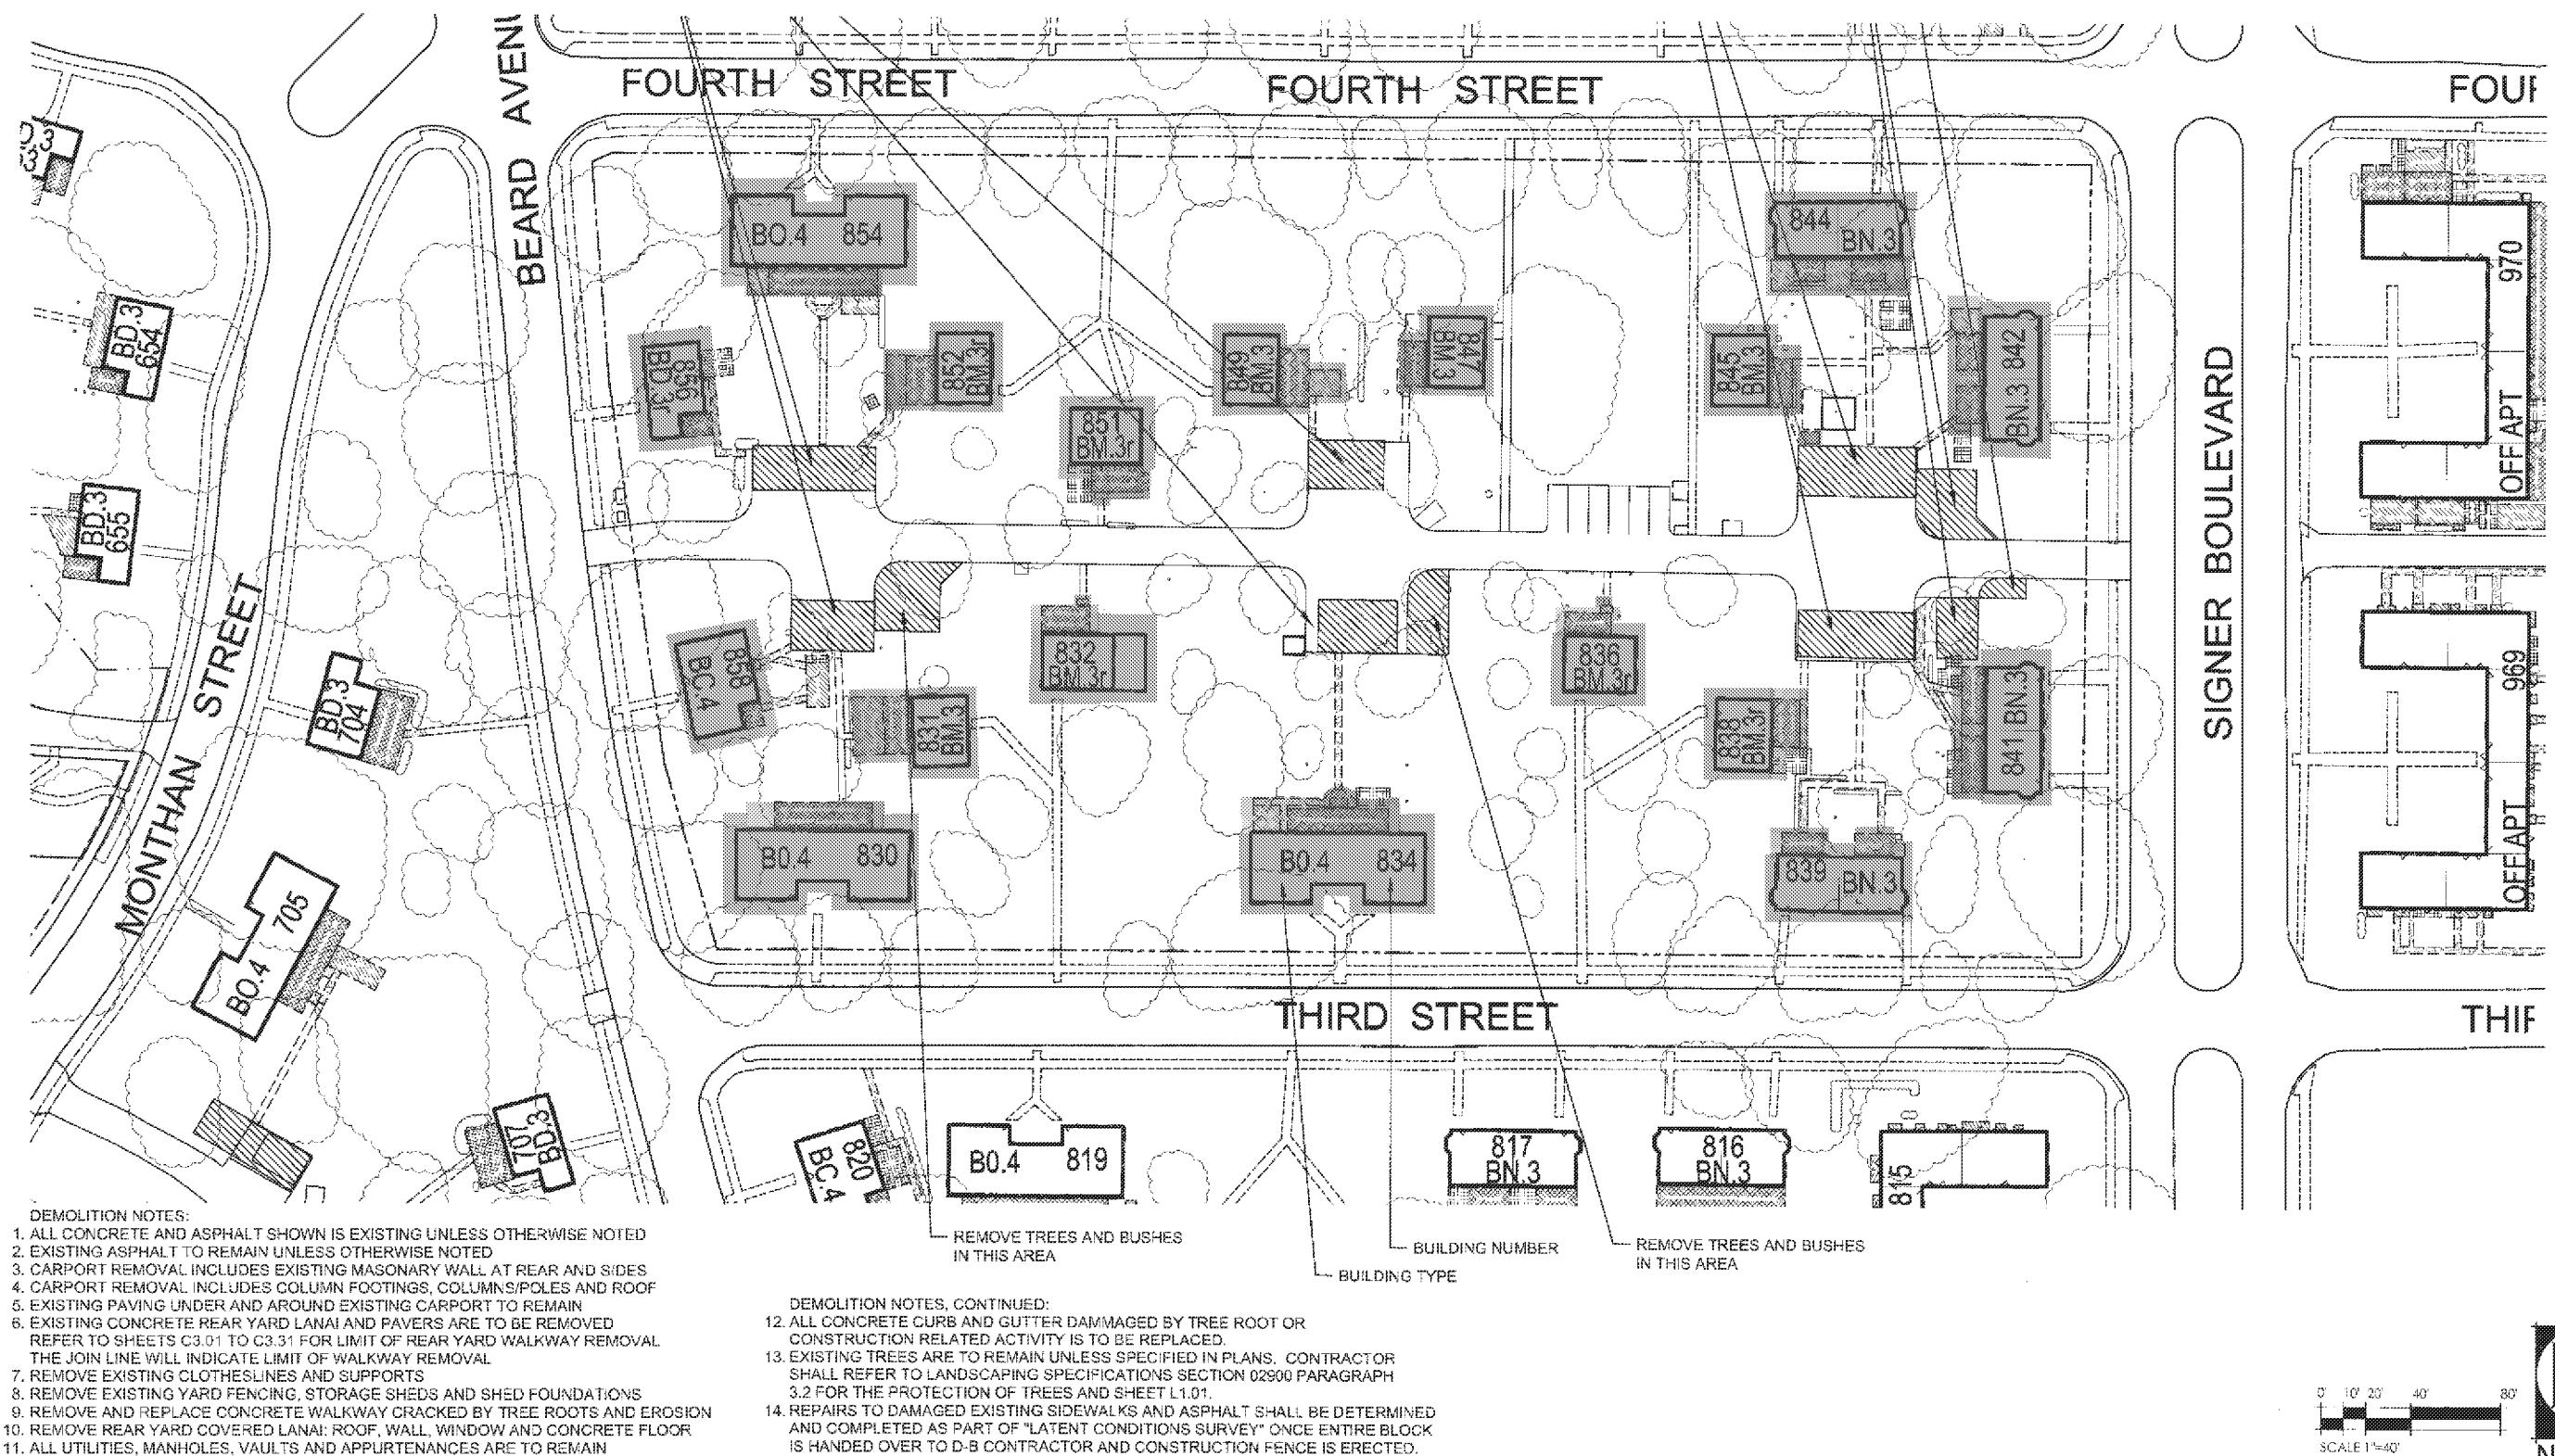 FOURTH STREET
FOURTH STREET
BEARD
MONTHAN STREET
SIGNER BOULEVARD
THIRD STREET
BO.4 854
844
BN.3
BD.3
654
BD.3
655
BD.3
704
BO.4 705
707
BD.3
856
BD.3r
852
BM.3r
851
BM.3r
849
BM.3
847
BM.3
845
BM.3
BN.3 842
970
OFF APT
858
BC.4
831
BM.3
832
BM.3r
836
BM.3r
838
BM.3r
841 BN.3
969
OFF APT
BO.4 830
BO.4 834
839
BN.3
820
BC.4
BO.4 819
817
BN.3
816
BN.3
815
REMOVE TREES AND BUSHES
IN THIS AREA
BUILDING NUMBER
BUILDING TYPE
REMOVE TREES AND BUSHES
IN THIS AREA
DEMOLITION NOTES:
1. ALL CONCRETE AND ASPHALT SHOWN IS EXISTING UNLESS OTHERWISE NOTED
2. EXISTING ASPHALT TO REMAIN UNLESS OTHERWISE NOTED
3. CARPORT REMOVAL INCLUDES EXISTING MASONARY WALL AT REAR AND SIDES
4. CARPORT REMOVAL INCLUDES COLUMN FOOTINGS, COLUMNS/POLES AND ROOF
5. EXISTING PAVING UNDER AND AROUND EXISTING CARPORT TO REMAIN
6. EXISTING CONCRETE REAR YARD LANAI AND PAVERS ARE TO BE REMOVED
REFER TO SHEETS C3.01 TO C3.31 FOR LIMIT OF REAR YARD WALKWAY REMOVAL
THE JOIN LINE WILL INDICATE LIMIT OF WALKWAY REMOVAL
7. REMOVE EXISTING CLOTHESLINES AND SUPPORTS
8. REMOVE EXISTING YARD FENCING, STORAGE SHEDS AND SHED FOUNDATIONS
9. REMOVE AND REPLACE CONCRETE WALKWAY CRACKED BY TREE ROOTS AND EROSION
10. REMOVE REAR YARD COVERED LANAI: ROOF, WALL, WINDOW AND CONCRETE FLOOR
11. ALL UTILITIES, MANHOLES, VAULTS AND APPURTENANCES ARE TO REMAIN
DEMOLITION NOTES, CONTINUED:
12. ALL CONCRETE CURB AND GUTTER DAMMAGED BY TREE ROOT OR
CONSTRUCTION RELATED ACTIVITY IS TO BE REPLACED.
13. EXISTING TREES ARE TO REMAIN UNLESS SPECIFIED IN PLANS. CONTRACTOR
SHALL REFER TO LANDSCAPING SPECIFICATIONS SECTION 02900 PARAGRAPH
3.2 FOR THE PROTECTION OF TREES AND SHEET L1.01.
14. REPAIRS TO DAMAGED EXISTING SIDEWALKS AND ASPHALT SHALL BE DETERMINED
AND COMPLETED AS PART OF "LATENT CONDITIONS SURVEY" ONCE ENTIRE BLOCK
IS HANDED OVER TO D-B CONTRACTOR AND CONSTRUCTION FENCE IS ERECTED.
0' 10' 20' 40' 80'
SCALE 1"=40'